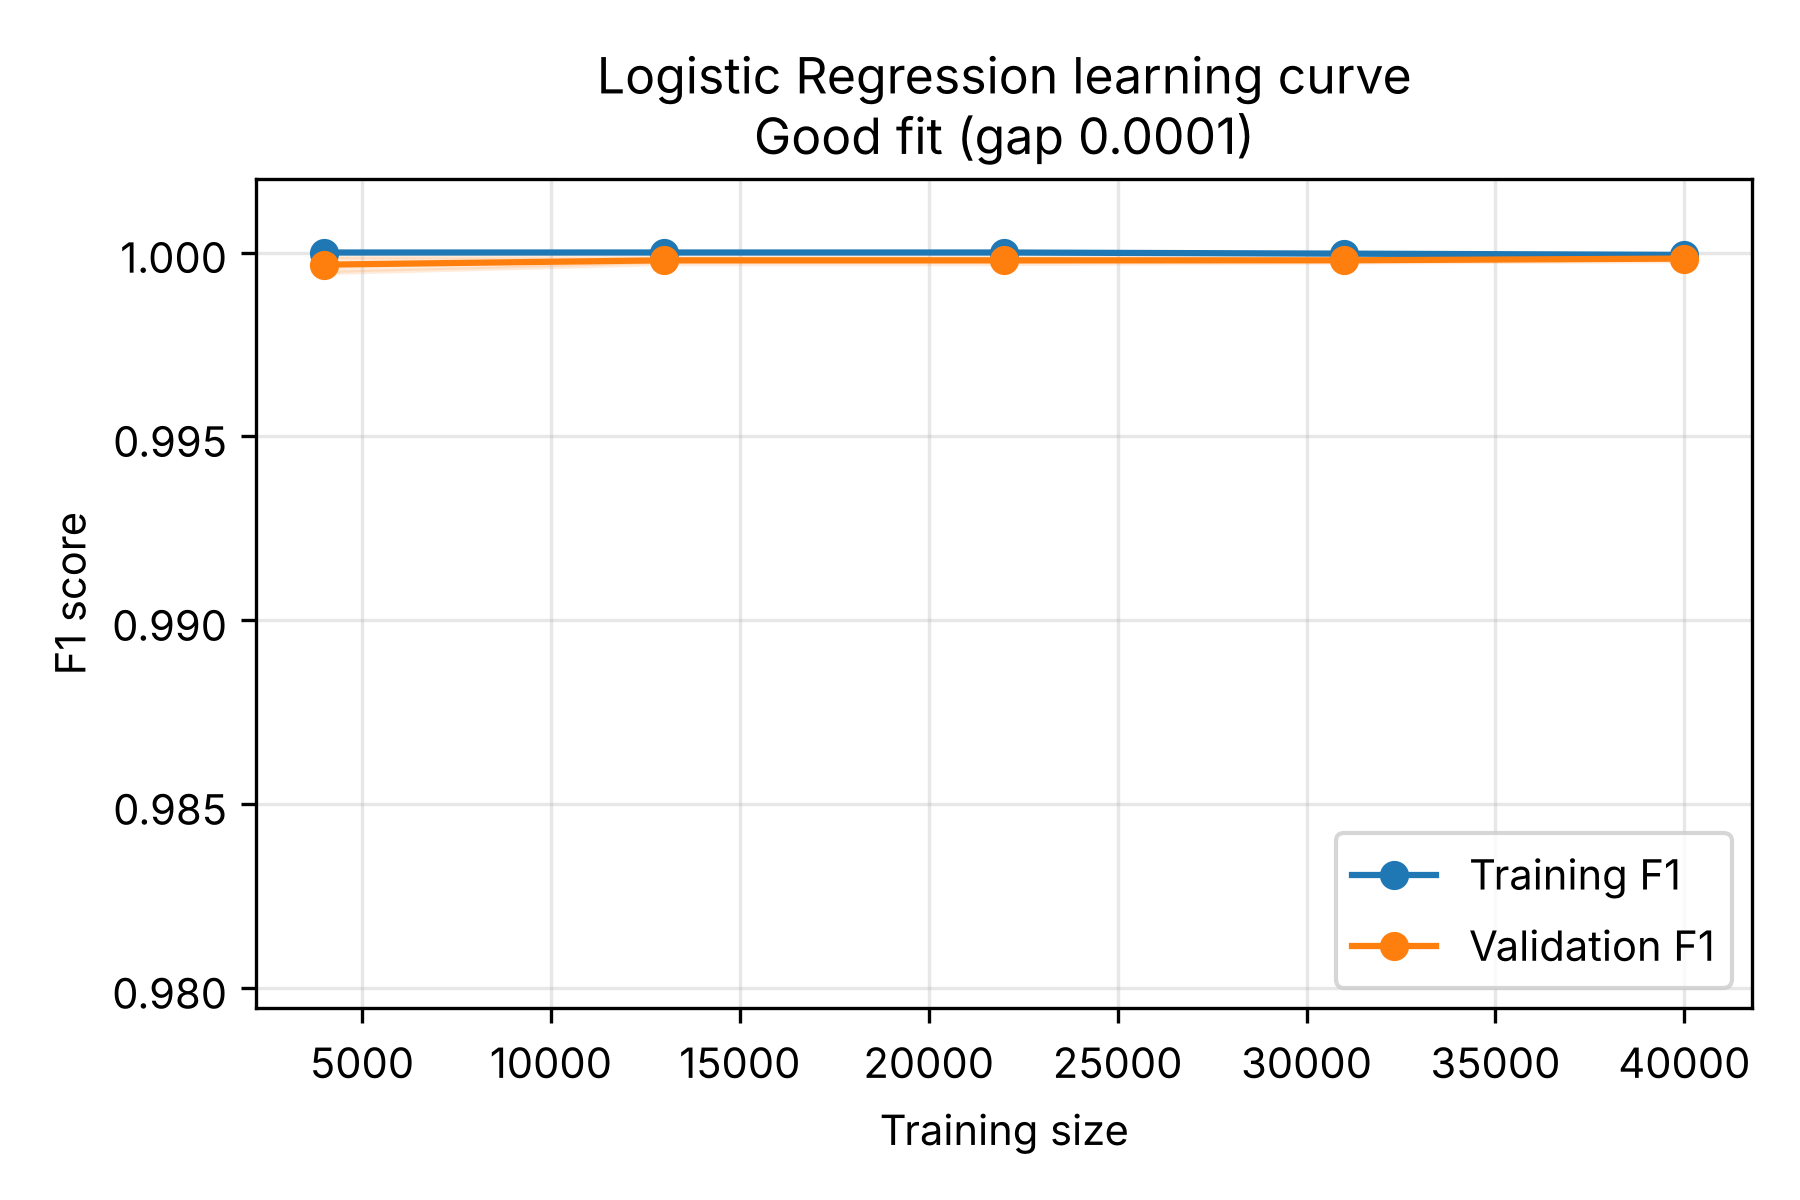 Logistic Regression learning curve
Good fit (gap 0.0001)
1.000
0.995
0.990
0.985
0.980
F1 score
Training F1
Validation F1
5000 10000 15000 20000 25000 30000 35000 40000
Training size